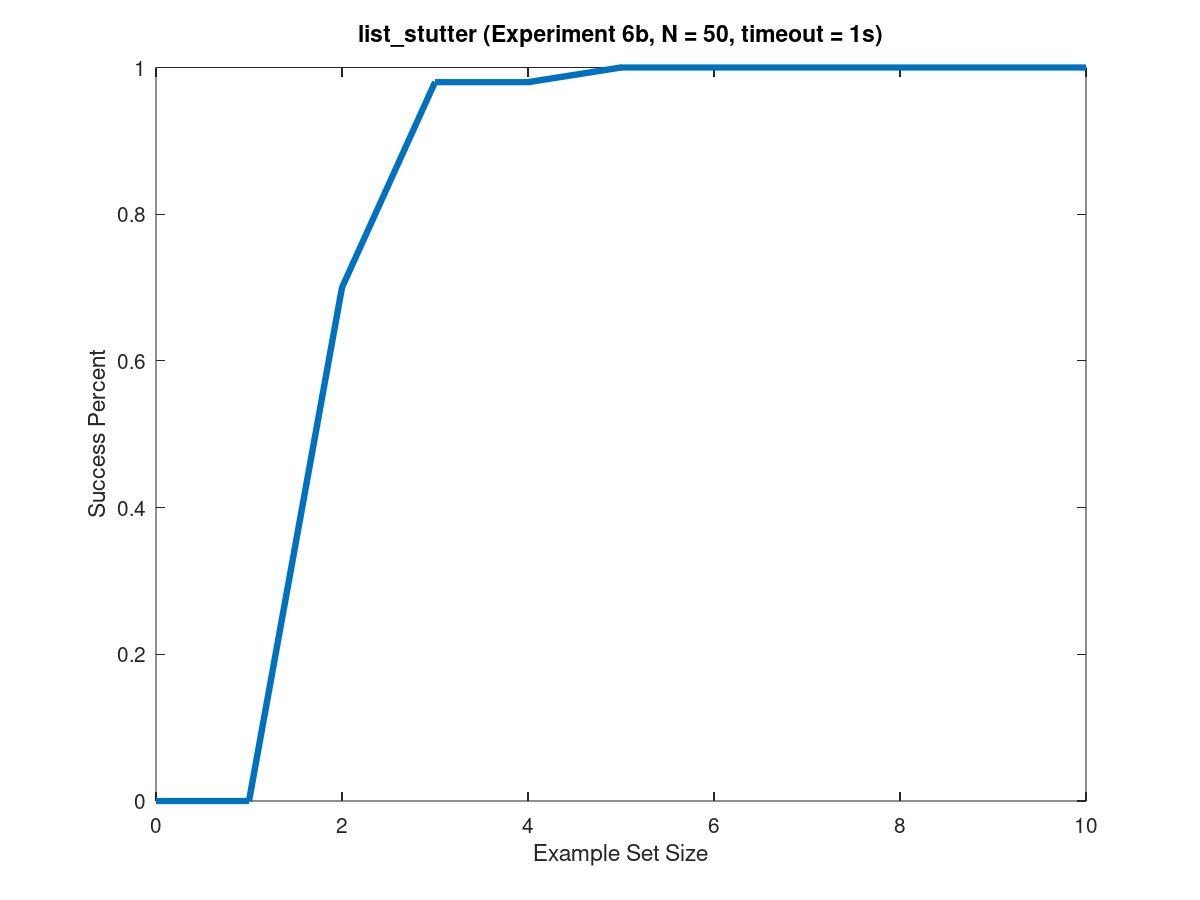 list_stutter (Experiment 6b, N = 50, timeout = 1s)
1
0.8
0.6
0.4
0.2
0
Success Percent
0 2 4 6 8 10
Example Set Size